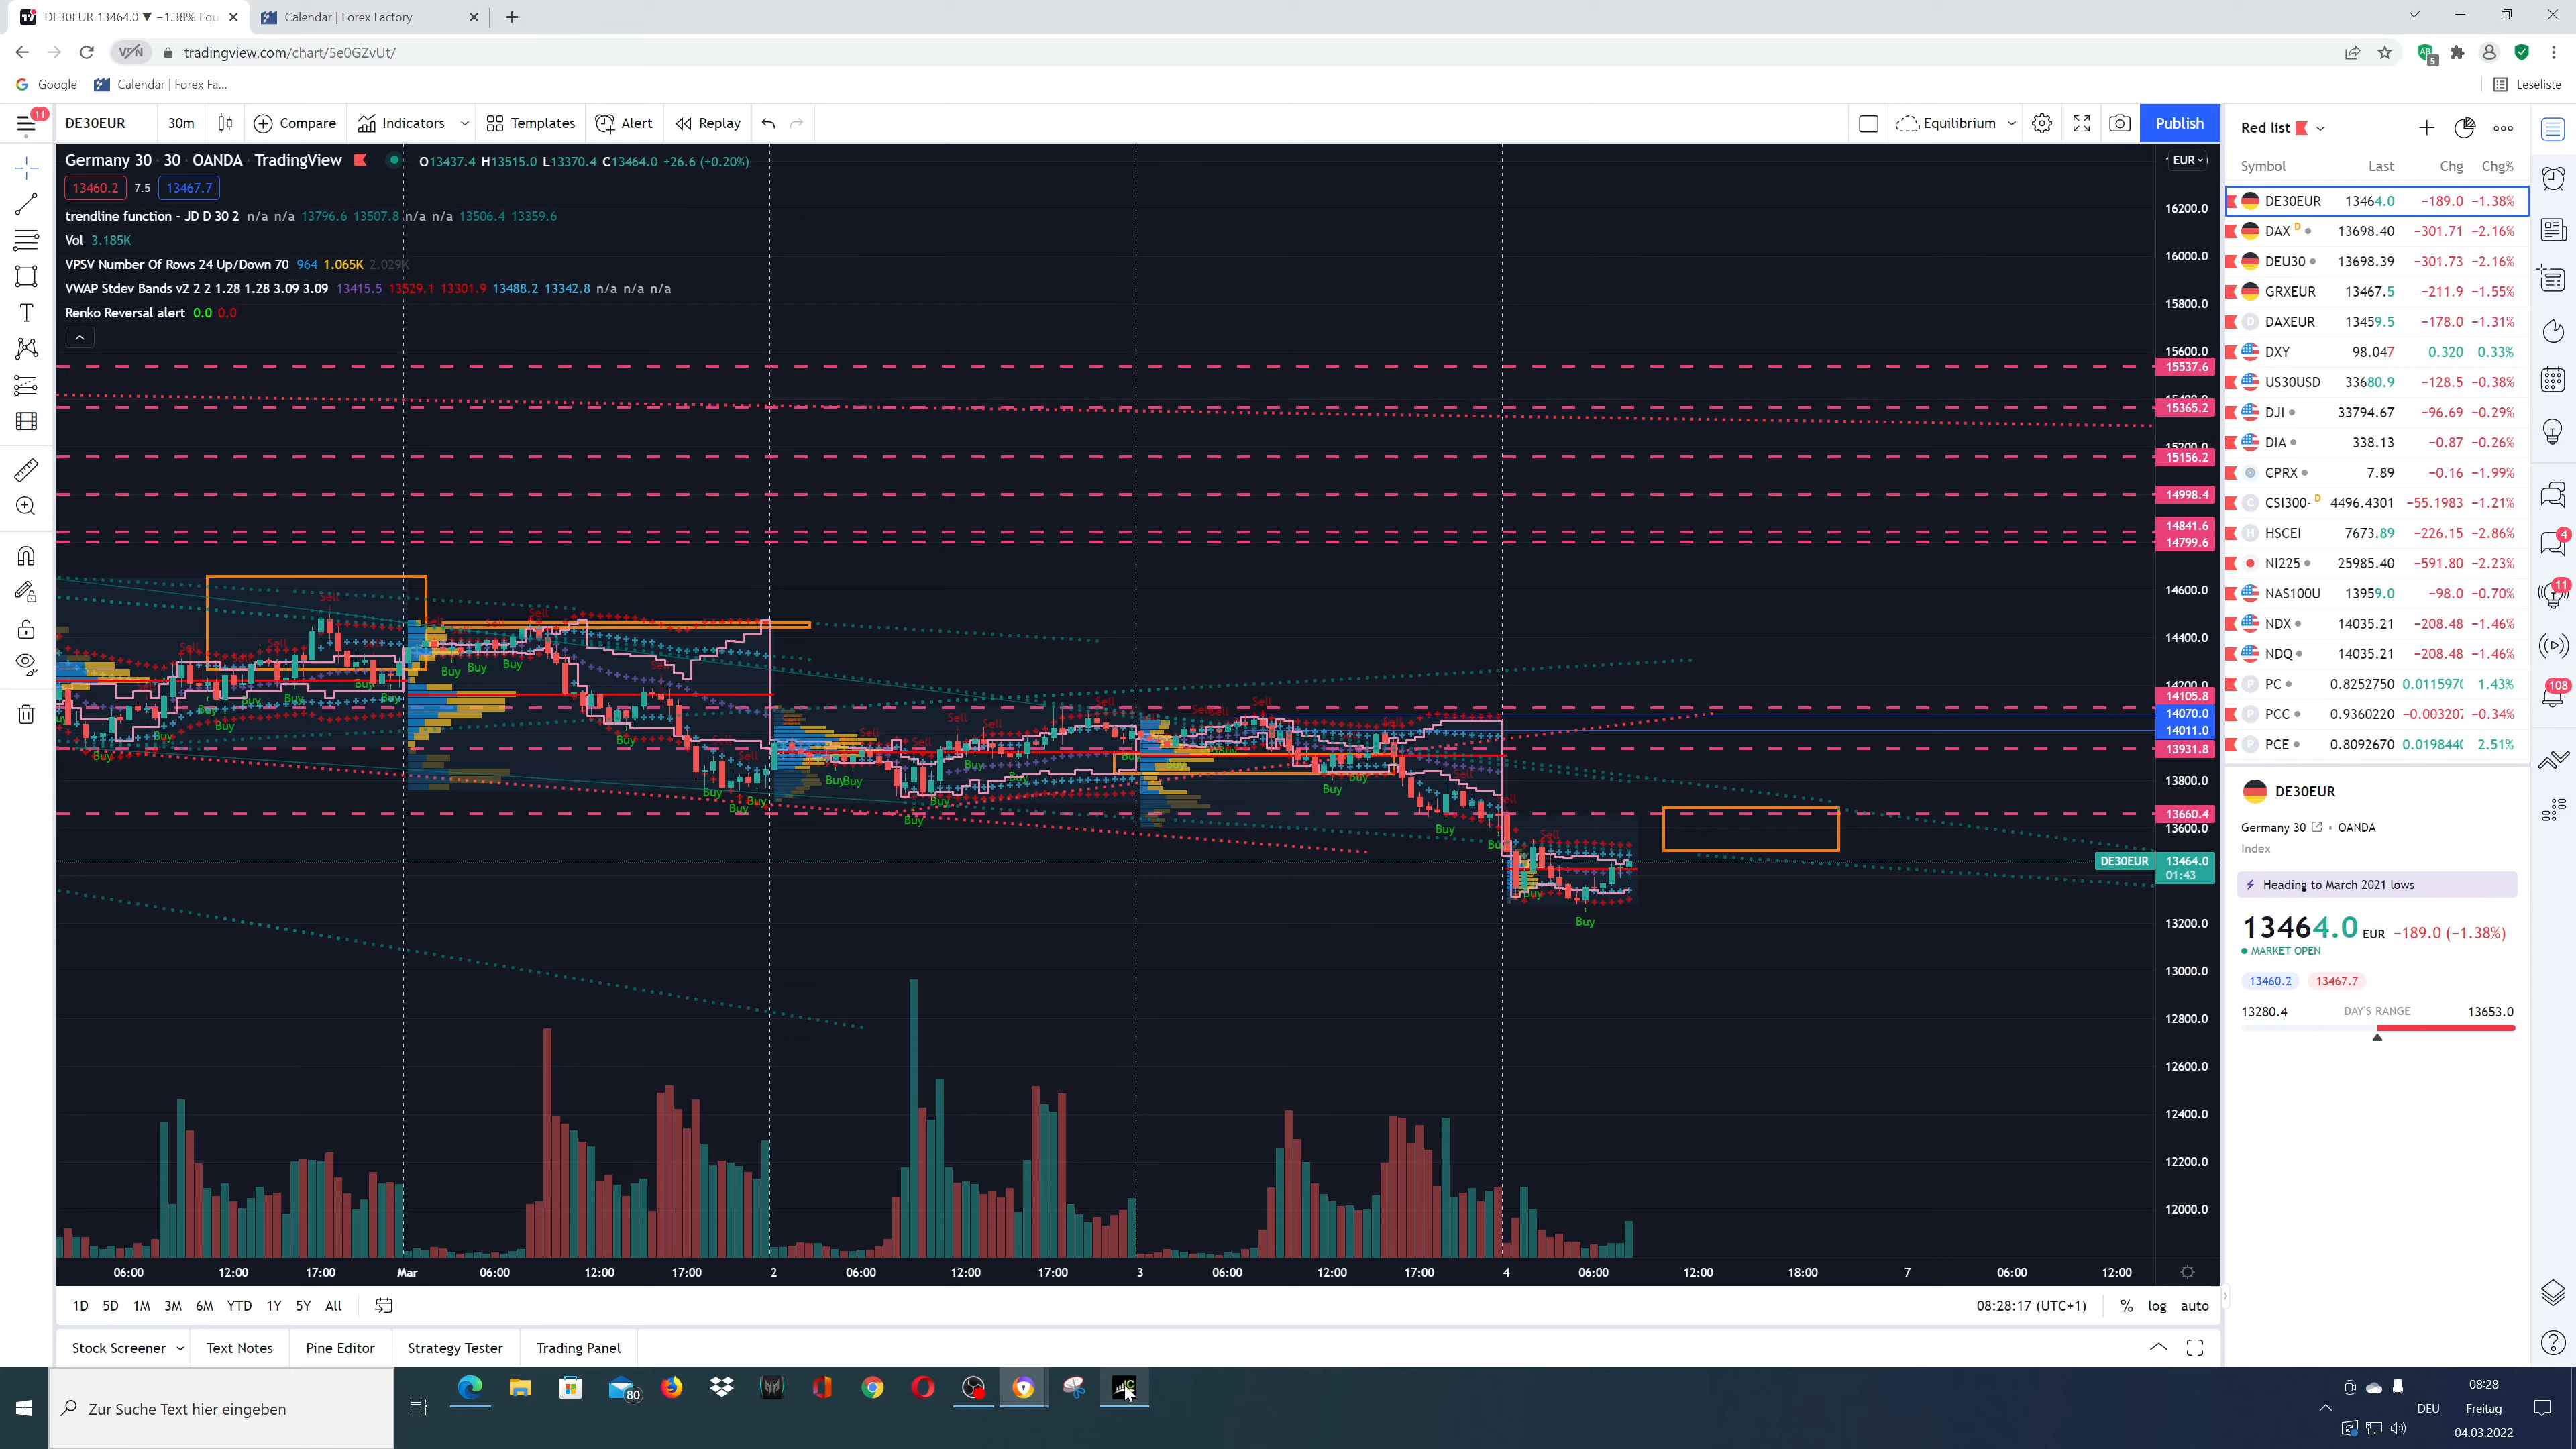 DE30EUR 13464.0 ▼ −1.38% Equ
Calendar | Forex Factory
VPN
tradingview.com/chart/5e0GZvUt/
5
Google
Calendar | Forex Fa...
Leseliste
11
DE30EUR
30m
Compare
Indicators
Templates
Alert
Replay
Equilibrium
Publish
Germany 30 · 30 · OANDA · TradingView
O13437.4 H13515.0 L13370.4 C13464.0 +26.6 (+0.20%)
13460.2 7.5 13467.7
trendline function - JD D 30 2 n/a n/a 13796.6 13507.8 n/a n/a 13506.4 13359.6
Vol 3.185K
VPSV Number Of Rows 24 Up/Down 70 964 1.065K 2.029K
VWAP Stdev Bands v2 2 2 1.28 1.28 3.09 3.09 13415.5 13529.1 13301.9 13488.2 13342.8 n/a n/a n/a
Renko Reversal alert 0.0 0.0
EUR
16200.0
16000.0
15800.0
15600.0
15537.6
15365.2
15200.0
15156.2
14998.4
14841.6
14799.6
14600.0
14400.0
14200.0
14105.8
14070.0
14011.0
13931.8
13800.0
13660.4
13600.0
DE30EUR 13464.0
01:43
13200.0
13000.0
12800.0
12600.0
12400.0
12200.0
12000.0
Sell
Buy
06:00 12:00 17:00 Mar 06:00 12:00 17:00 2 06:00 12:00 17:00 3 06:00 12:00 17:00 4 06:00 12:00 18:00 7 06:00 12:00
1D 5D 1M 3M 6M YTD 1Y 5Y All
08:28:17 (UTC+1) % log auto
Stock Screener Text Notes Pine Editor Strategy Tester Trading Panel
Red list
Symbol Last Chg Chg%
DE30EUR 13464.0 −189.0 −1.38%
DAX D 13698.40 −301.71 −2.16%
DEU30 13698.39 −301.73 −2.16%
GRXEUR 13467.5 −211.9 −1.55%
D DAXEUR 13459.5 −178.0 −1.31%
DXY 98.047 0.320 0.33%
US30USD 33680.9 −128.5 −0.38%
DJI 33794.67 −96.69 −0.29%
DIA 338.13 −0.87 −0.26%
CPRX 7.89 −0.16 −1.99%
C CSI300- D 4496.4301 −55.1983 −1.21%
H HSCEI 7673.89 −226.15 −2.86%
NI225 25985.40 −591.80 −2.23%
NAS100U 13959.0 −98.0 −0.70%
NDX 14035.21 −208.48 −1.46%
NDQ 14035.21 −208.48 −1.46%
P PC 0.8252750 0.0115970 1.43%
P PCC 0.9360220 −0.003207 −0.34%
P PCE 0.8092670 0.0198440 2.51%
DE30EUR
Germany 30 • OANDA
Index
Heading to March 2021 lows
13464.0 EUR −189.0 (−1.38%)
MARKET OPEN
13460.2 13467.7
13280.4 DAY'S RANGE 13653.0
4
11
108
Zur Suche Text hier eingeben
80
DEU
08:28
Freitag
04.03.2022